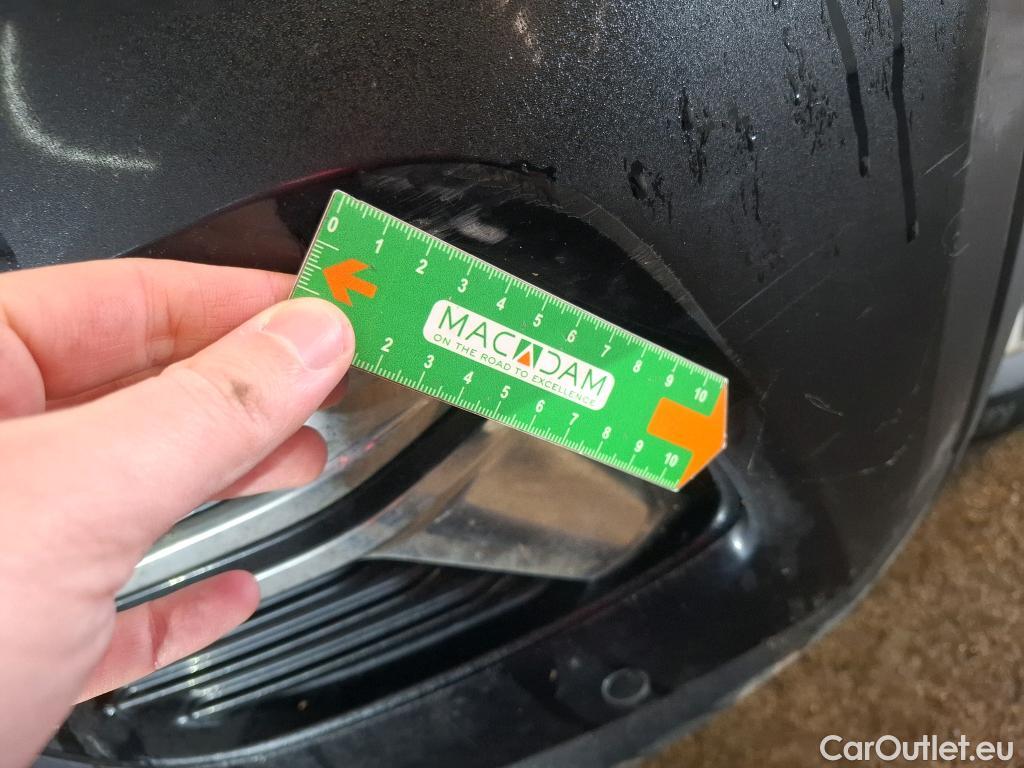 0 1 2 3 4 5 6 7 8 9 10
MACADAM
ON THE ROAD TO EXCELLENCE
2 3 4 5 6 7 8 9 10
CarOutlet.eu